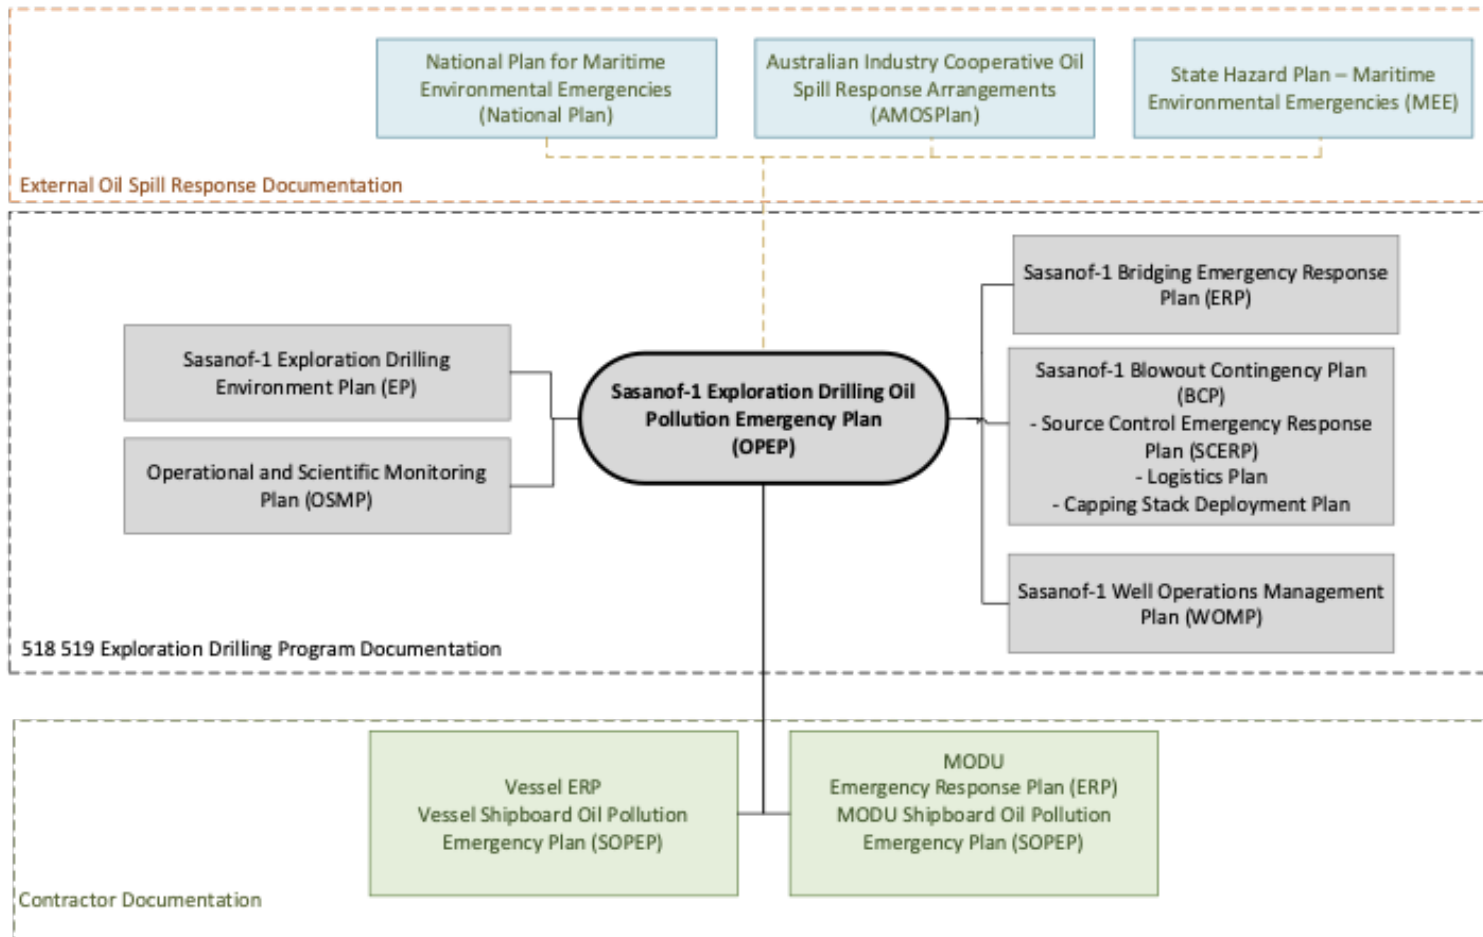 National Plan for Maritime
Environmental Emergencies
(National Plan)
Australian Industry Cooperative Oil
Spill Response Arrangements
(AMOSPlan)
State Hazard Plan – Maritime
Environmental Emergencies (MEE)
External Oil Spill Response Documentation
Sasanof-1 Exploration Drilling
Environment Plan (EP)
Operational and Scientific Monitoring
Plan (OSMP)
Sasanof-1 Exploration Drilling Oil
Pollution Emergency Plan
(OPEP)
Sasanof-1 Bridging Emergency Response
Plan (ERP)
Sasanof-1 Blowout Contingency Plan
(BCP)
- Source Control Emergency Response
Plan (SCERP)
- Logistics Plan
- Capping Stack Deployment Plan
Sasanof-1 Well Operations Management
Plan (WOMP)
518 519 Exploration Drilling Program Documentation
Vessel ERP
Vessel Shipboard Oil Pollution
Emergency Plan (SOPEP)
MODU
Emergency Response Plan (ERP)
MODU Shipboard Oil Pollution
Emergency Plan (SOPEP)
Contractor Documentation